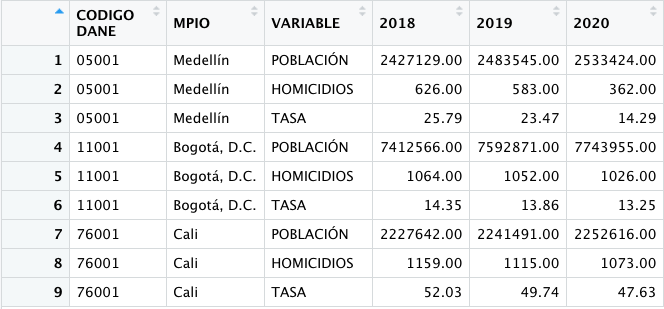 CODIGO DANE MPIO VARIABLE 2018 2019 2020
1 05001 Medellín POBLACIÓN 2427129.00 2483545.00 2533424.00
2 05001 Medellín HOMICIDIOS 626.00 583.00 362.00
3 05001 Medellín TASA 25.79 23.47 14.29
4 11001 Bogotá, D.C. POBLACIÓN 7412566.00 7592871.00 7743955.00
5 11001 Bogotá, D.C. HOMICIDIOS 1064.00 1052.00 1026.00
6 11001 Bogotá, D.C. TASA 14.35 13.86 13.25
7 76001 Cali POBLACIÓN 2227642.00 2241491.00 2252616.00
8 76001 Cali HOMICIDIOS 1159.00 1115.00 1073.00
9 76001 Cali TASA 52.03 49.74 47.63